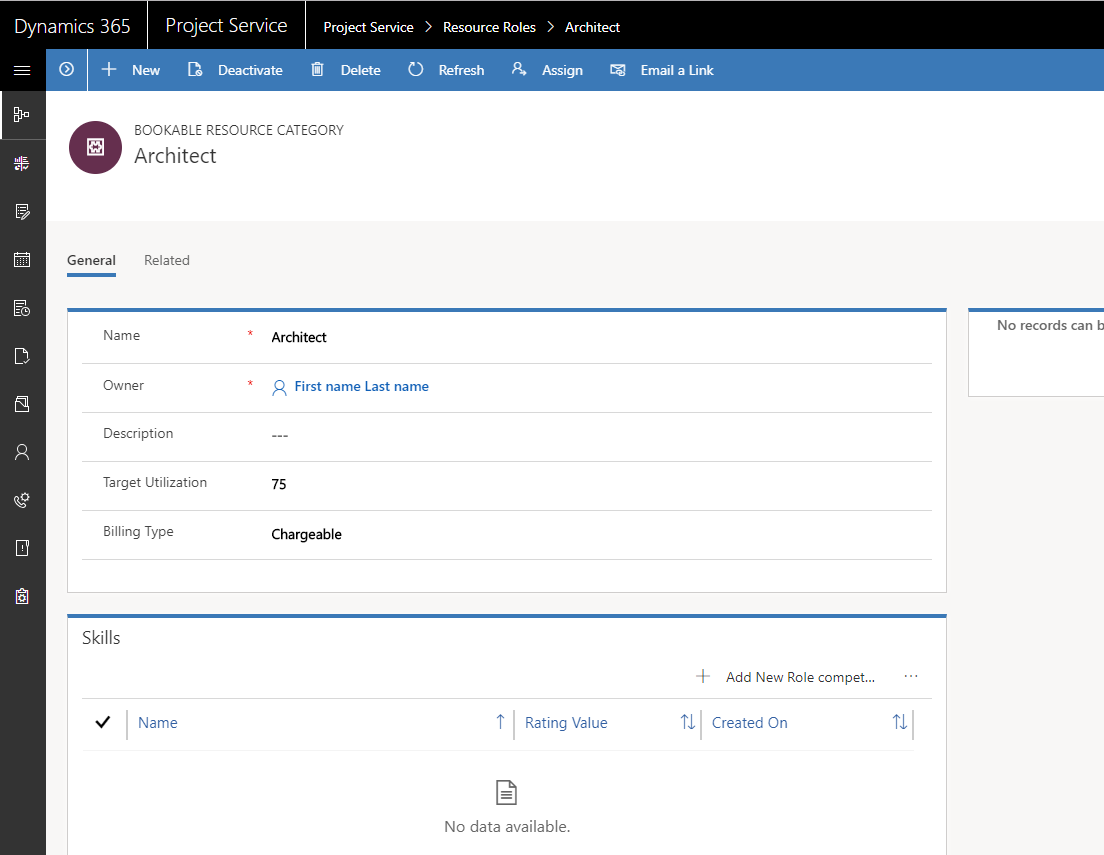 Dynamics 365 Project Service Project Service > Resource Roles > Architect
New Deactivate Delete Refresh Assign Email a Link
BOOKABLE RESOURCE CATEGORY
Architect
General Related
Name * Architect
Owner * First name Last name
Description ---
Target Utilization 75
Billing Type Chargeable
No records can b
Skills
Add New Role compet... ...
Name Rating Value Created On
No data available.